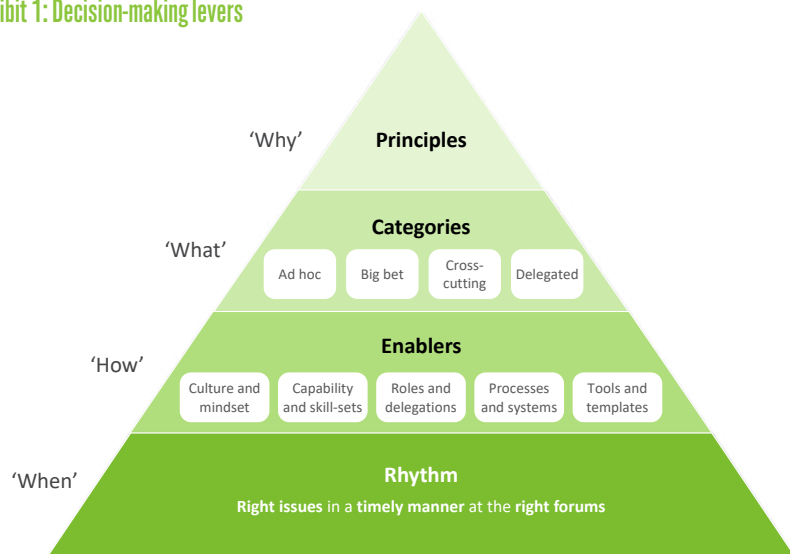 ibit 1: Decision-making levers
‘Why’
Principles
‘What’
Categories
Ad hoc
Big bet
Cross-
cutting
Delegated
‘How’
Enablers
Culture and
mindset
Capability
and skill-sets
Roles and
delegations
Processes
and systems
Tools and
templates
‘When’
Rhythm
Right issues in a timely manner at the right forums